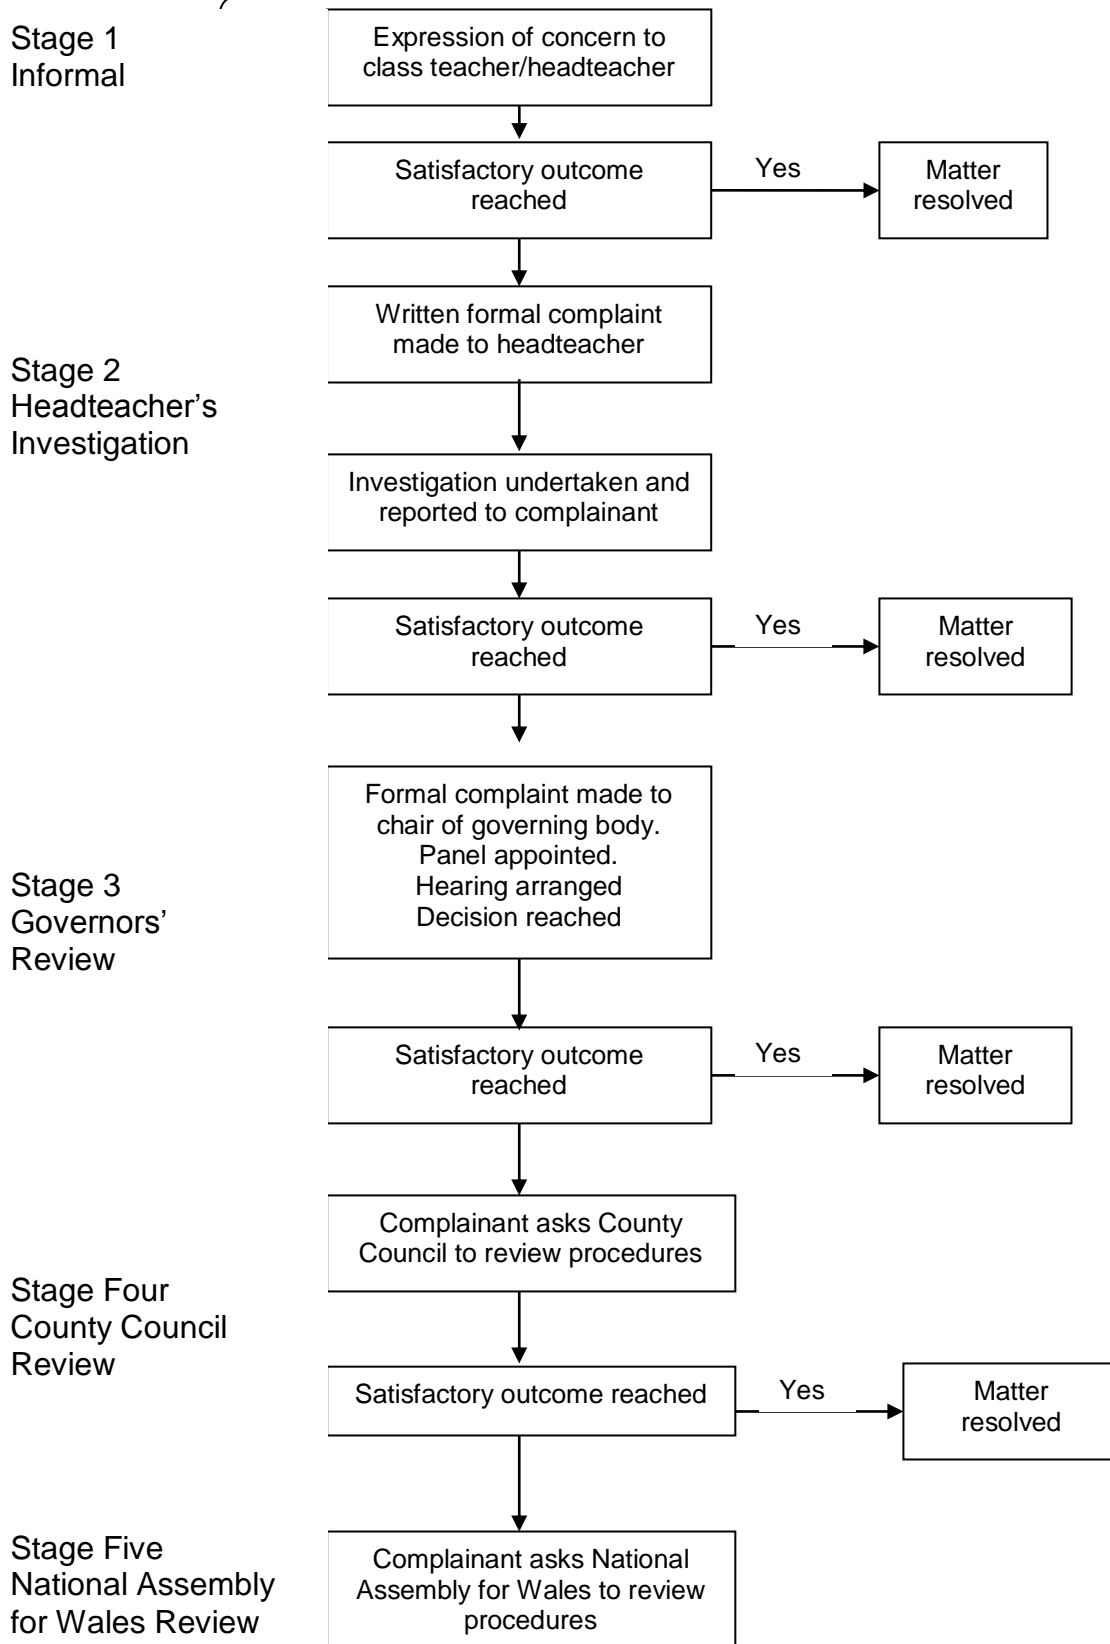 Stage 1
Informal
Expression of concern to
class teacher/headteacher
Satisfactory outcome
reached
Yes
Matter
resolved
Written formal complaint
made to headteacher
Stage 2
Headteacher’s
Investigation
Investigation undertaken and
reported to complainant
Satisfactory outcome
reached
Yes
Matter
resolved
Formal complaint made to
chair of governing body.
Panel appointed.
Hearing arranged
Decision reached
Stage 3
Governors’
Review
Satisfactory outcome
reached
Yes
Matter
resolved
Complainant asks County
Council to review procedures
Stage Four
County Council
Review
Satisfactory outcome reached
Yes
Matter
resolved
Stage Five
National Assembly
for Wales Review
Complainant asks National
Assembly for Wales to review
procedures